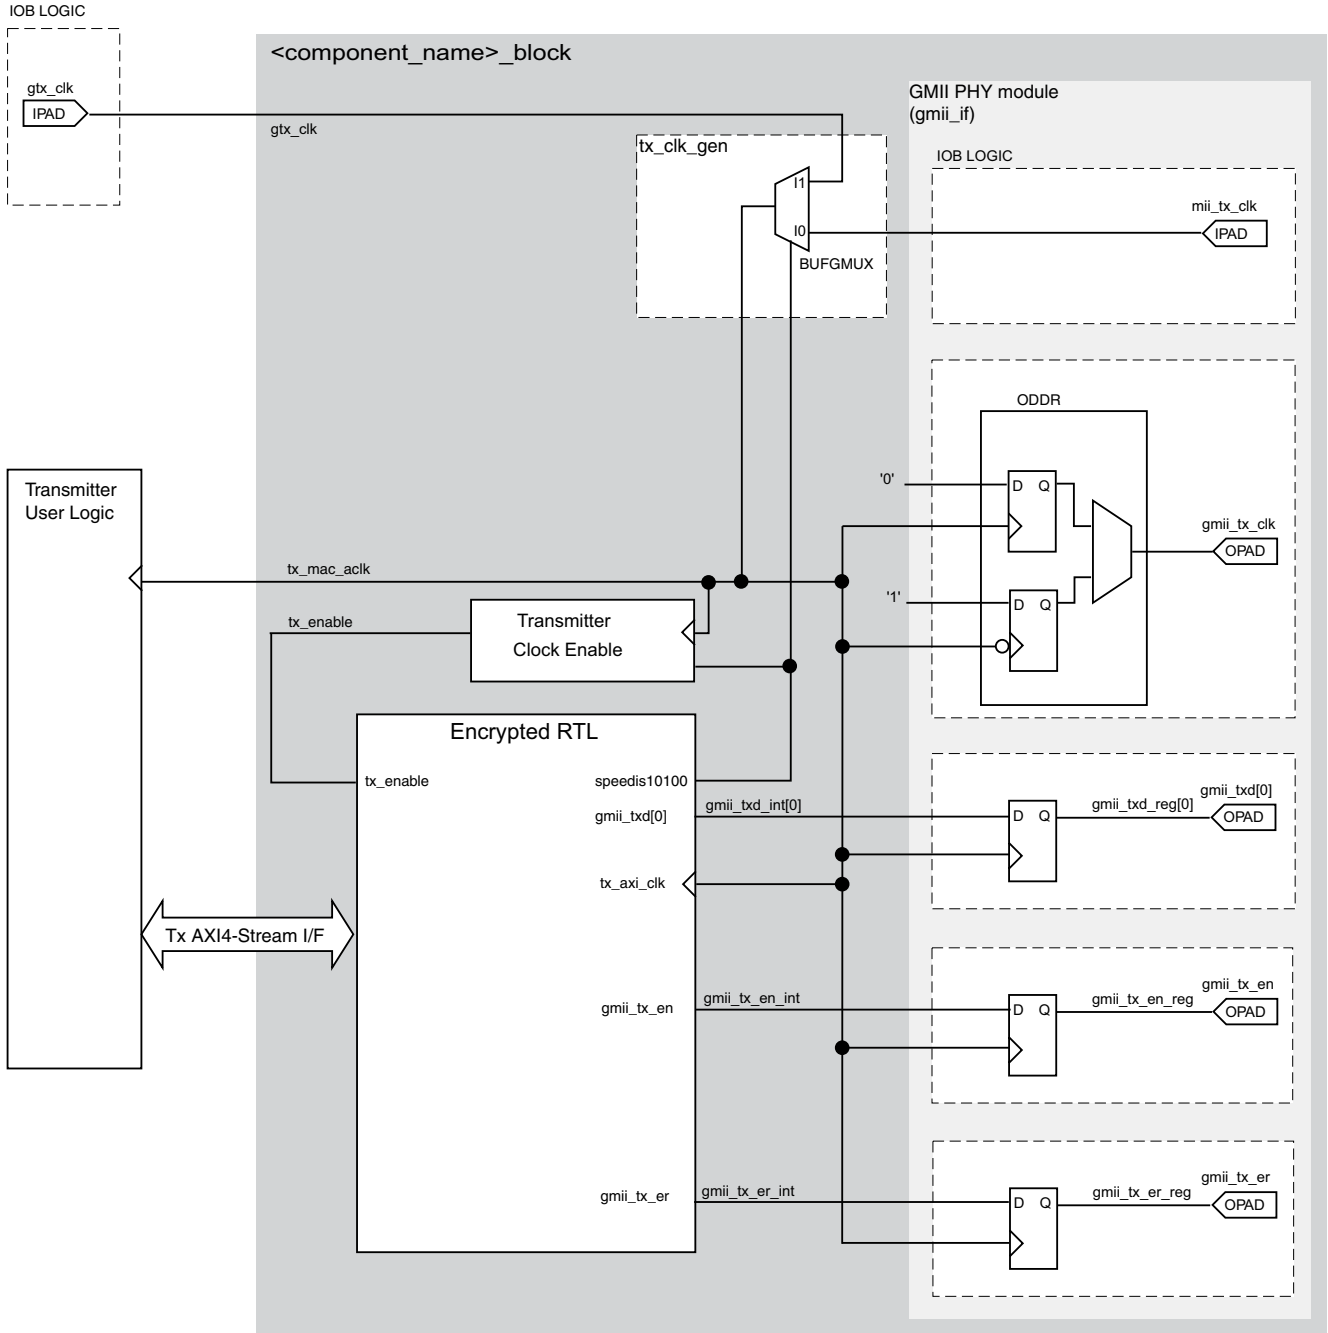 IOB LOGIC
gtx_clk
IPAD
gtx_clk
<component_name>_block
GMII PHY module
(gmii_if)
tx_clk_gen
I1
I0
BUFGMUX
IOB LOGIC
mii_tx_clk
IPAD
ODDR
'0'
D Q
gmii_tx_clk
OPAD
'1'
D Q
Transmitter
User Logic
tx_mac_aclk
tx_enable
Transmitter
Clock Enable
Encrypted RTL
tx_enable
speedis10100
gmii_txd[0]
gmii_txd_int[0]
D Q
gmii_txd_reg[0]
gmii_txd[0]
OPAD
tx_axi_clk
Tx AXI4-Stream I/F
gmii_tx_en
gmii_tx_en_int
D Q
gmii_tx_en_reg
gmii_tx_en
OPAD
gmii_tx_er
gmii_tx_er_int
D Q
gmii_tx_er_reg
gmii_tx_er
OPAD